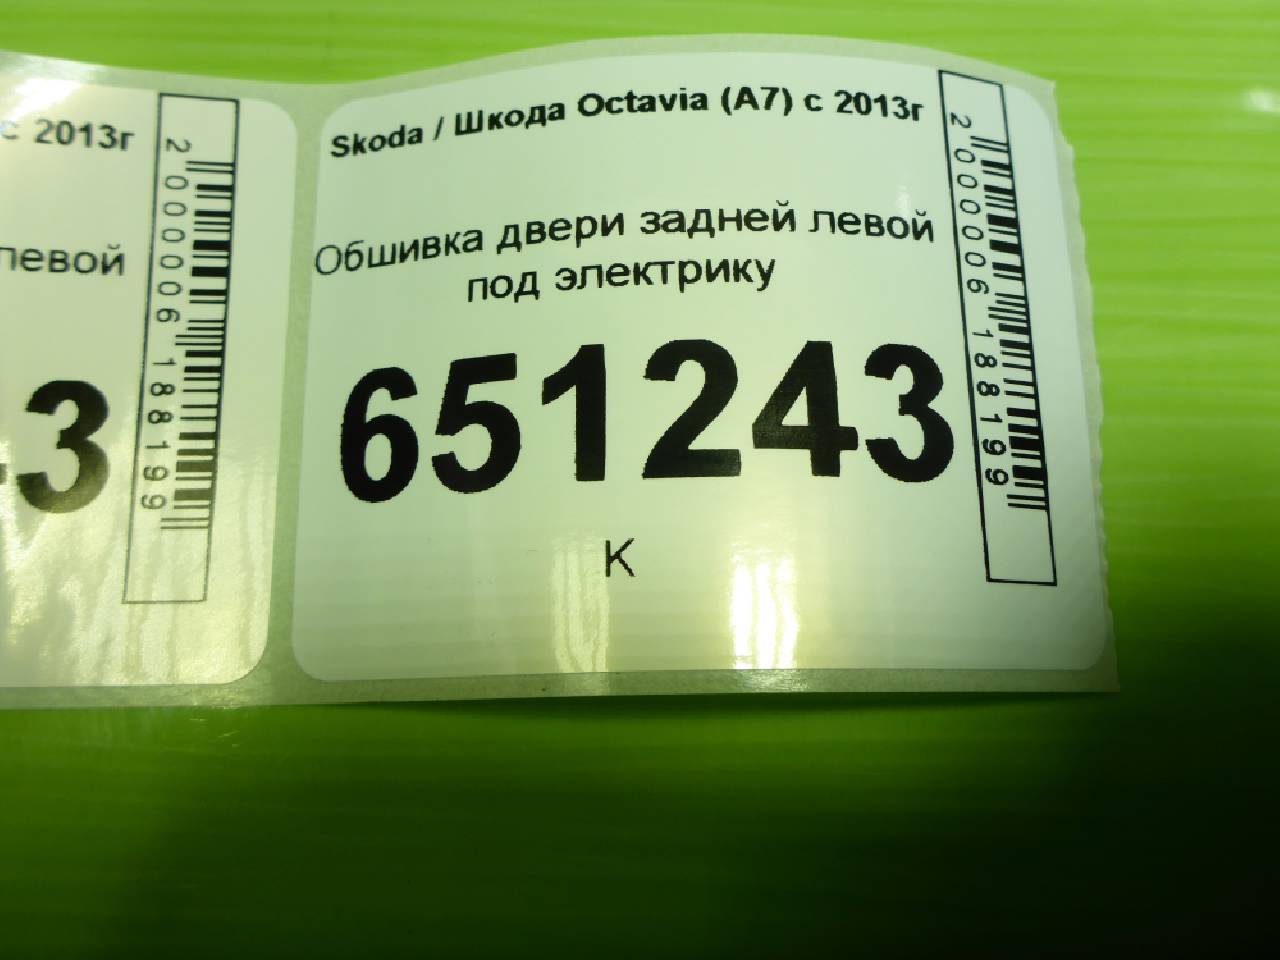 с 2013г
левой
3
2000006188199
Skoda / Шкода Octavia (A7) с 2013г
Обшивка двери задней левой
под электрику
651243
К
2000006188199